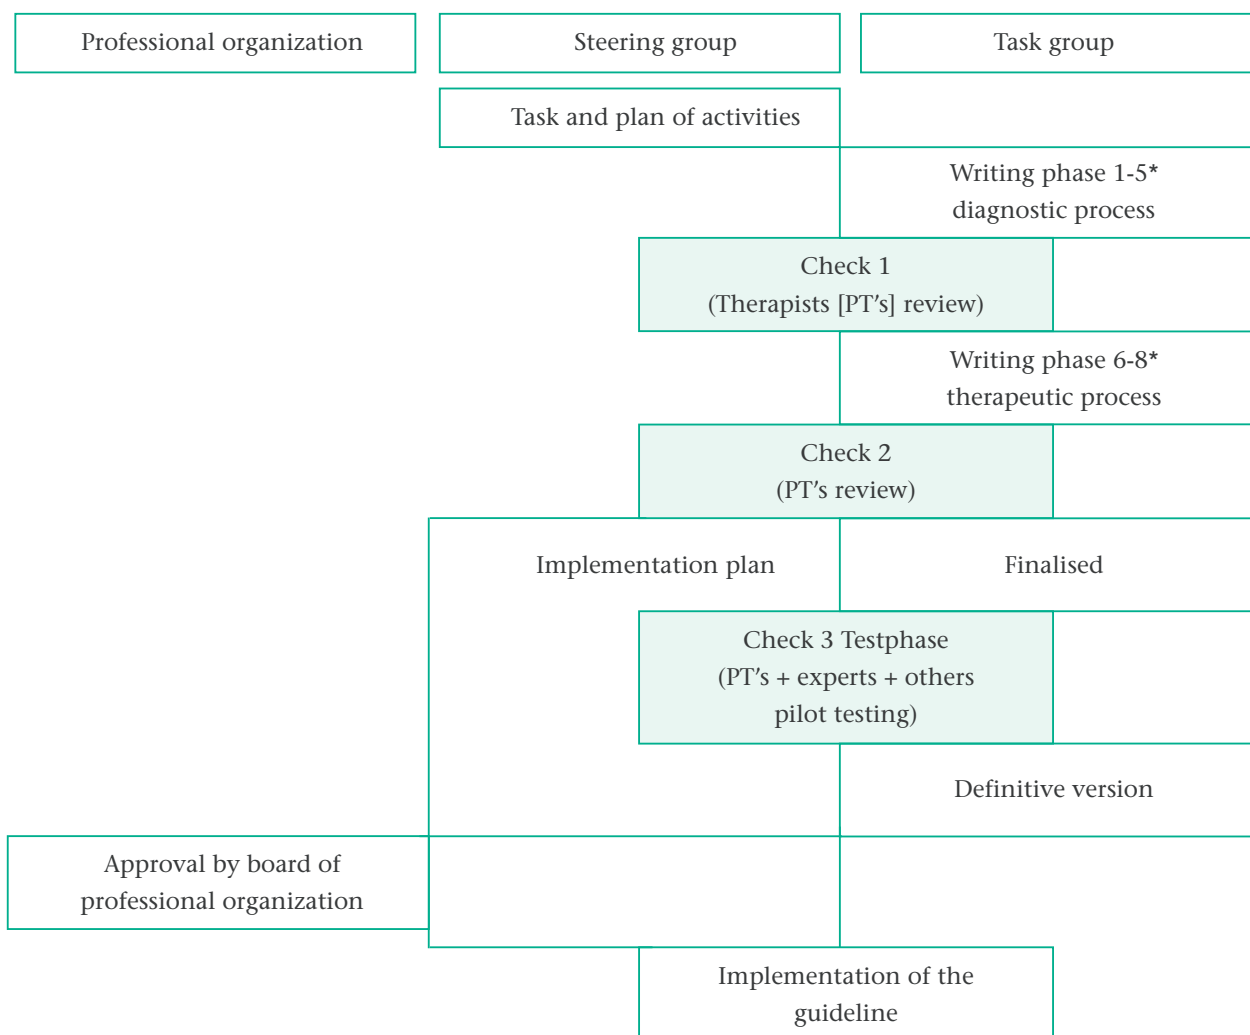 Professional organization
Steering group
Task group
Task and plan of activities
Writing phase 1-5*
diagnostic process
Check 1
(Therapists [PT's] review)
Writing phase 6-8*
therapeutic process
Check 2
(PT's review)
Implementation plan
Finalised
Check 3 Testphase
(PT's + experts + others
pilot testing)
Definitive version
Approval by board of
professional organization
Implementation of the
guideline